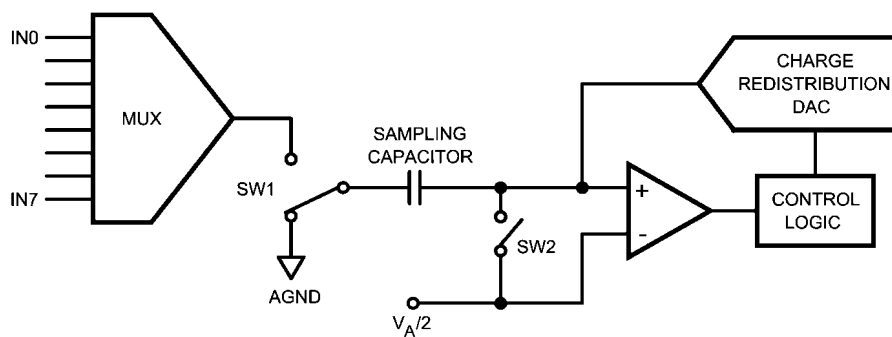 IN0
MUX
IN7
SW1
AGND
SAMPLING
CAPACITOR
SW2
V_A/2
+
-
CHARGE
REDISTRIBUTION
DAC
CONTROL
LOGIC